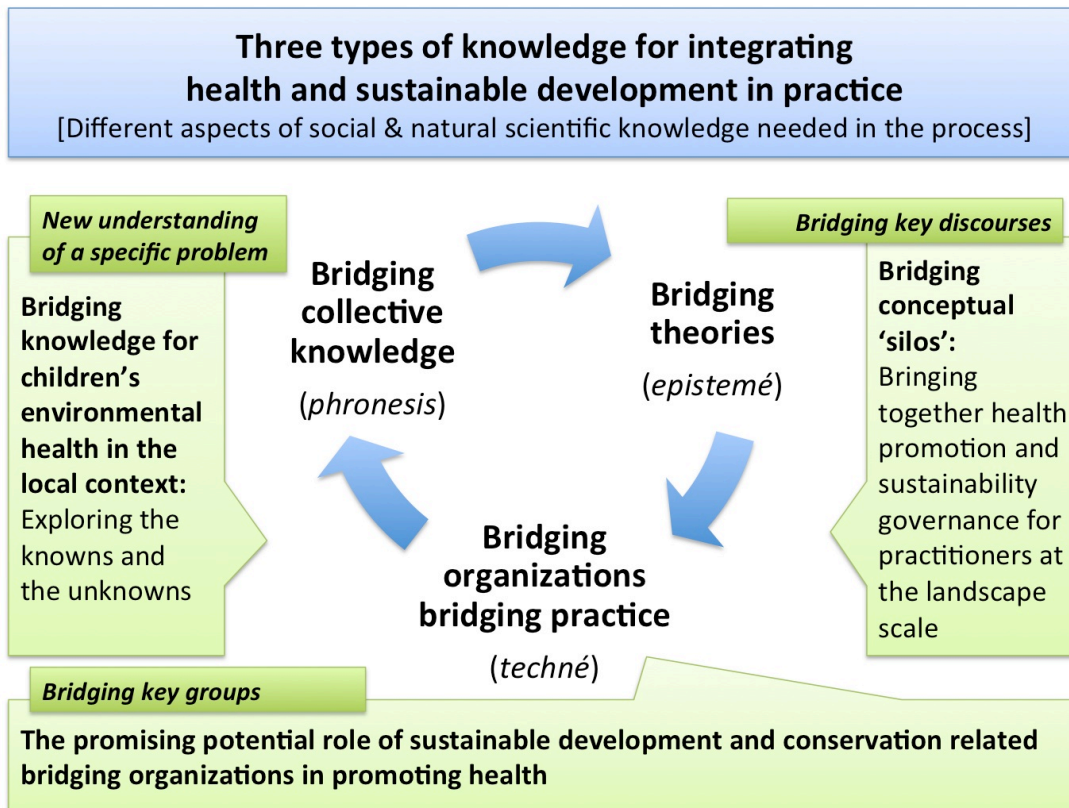 Three types of knowledge for integrating
health and sustainable development in practice
[Different aspects of social & natural scientific knowledge needed in the process]
New understanding
of a specific problem
Bridging
knowledge for
children’s
environmental
health in the
local context:
Exploring the
knowns and
the unknowns
Bridging
collective
knowledge
(phronesis)
Bridging
theories
(epistemé)
Bridging
organizations
bridging practice
(techné)
Bridging key discourses
Bridging
conceptual
‘silos’:
Bringing
together health
promotion and
sustainability
governance for
practitioners at
the landscape
scale
Bridging key groups
The promising potential role of sustainable development and conservation related
bridging organizations in promoting health